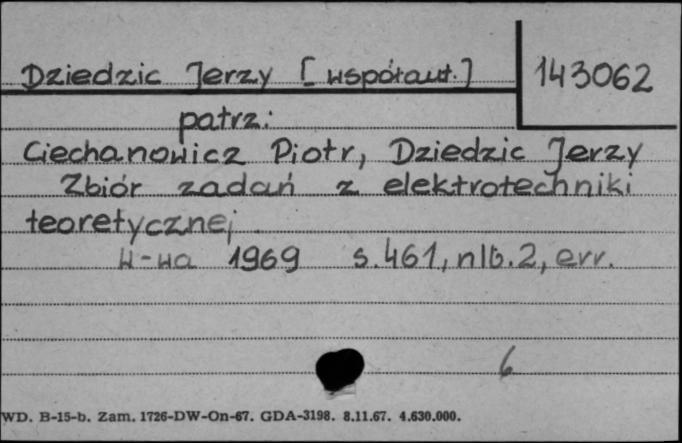 Dziedzic Jerzy [współaut.] 143062
patrz:
Ciechanowicz Piotr, Dziedzic Jerzy
Zbiór zadań z elektrotechniki
teoretycznej.
W-wa 1969 s.461, nlb.2, err.
6
WD. B-15-b. Zam. 1726-DW-On-67. GDA-3198. 8.11.67. 4.630.000.